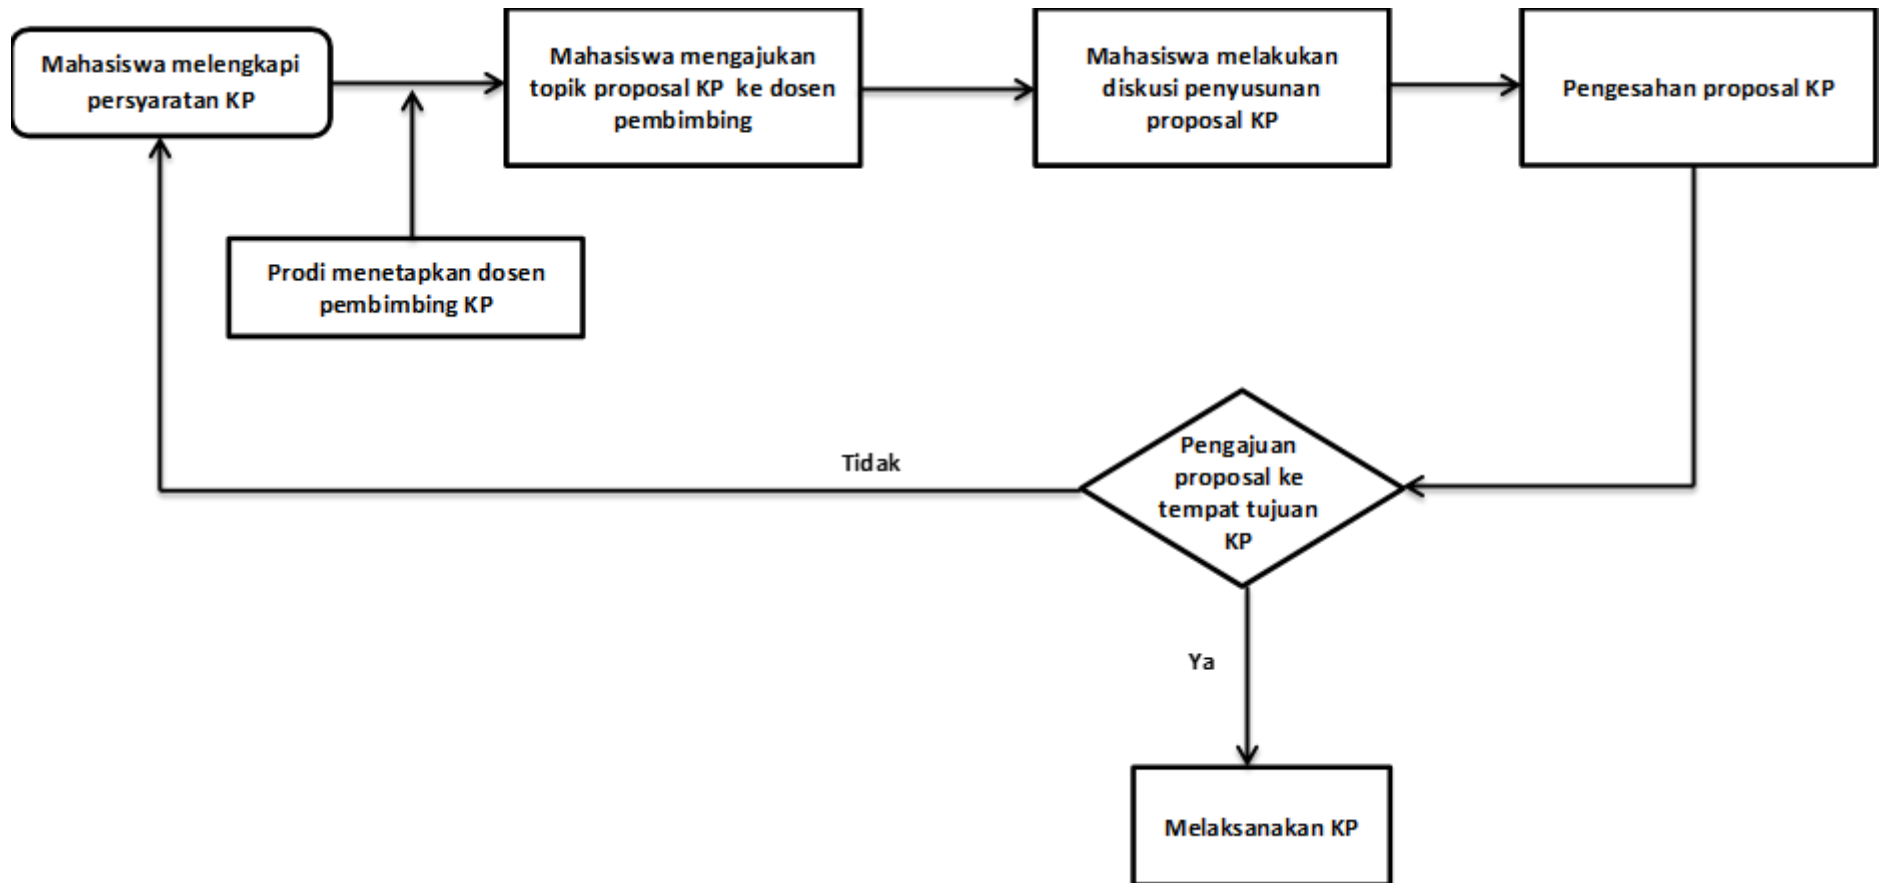 Mahasiswa melengkapi
persyaratan KP
Mahasiswa mengajukan
topik proposal KP ke dosen
pembimbing
Mahasiswa melakukan
diskusi penyusunan
proposal KP
Pengesahan proposal KP
Prodi menetapkan dosen
pembimbing KP
Pengajuan
proposal ke
tempat tujuan
KP
Tidak
Ya
Melaksanakan KP